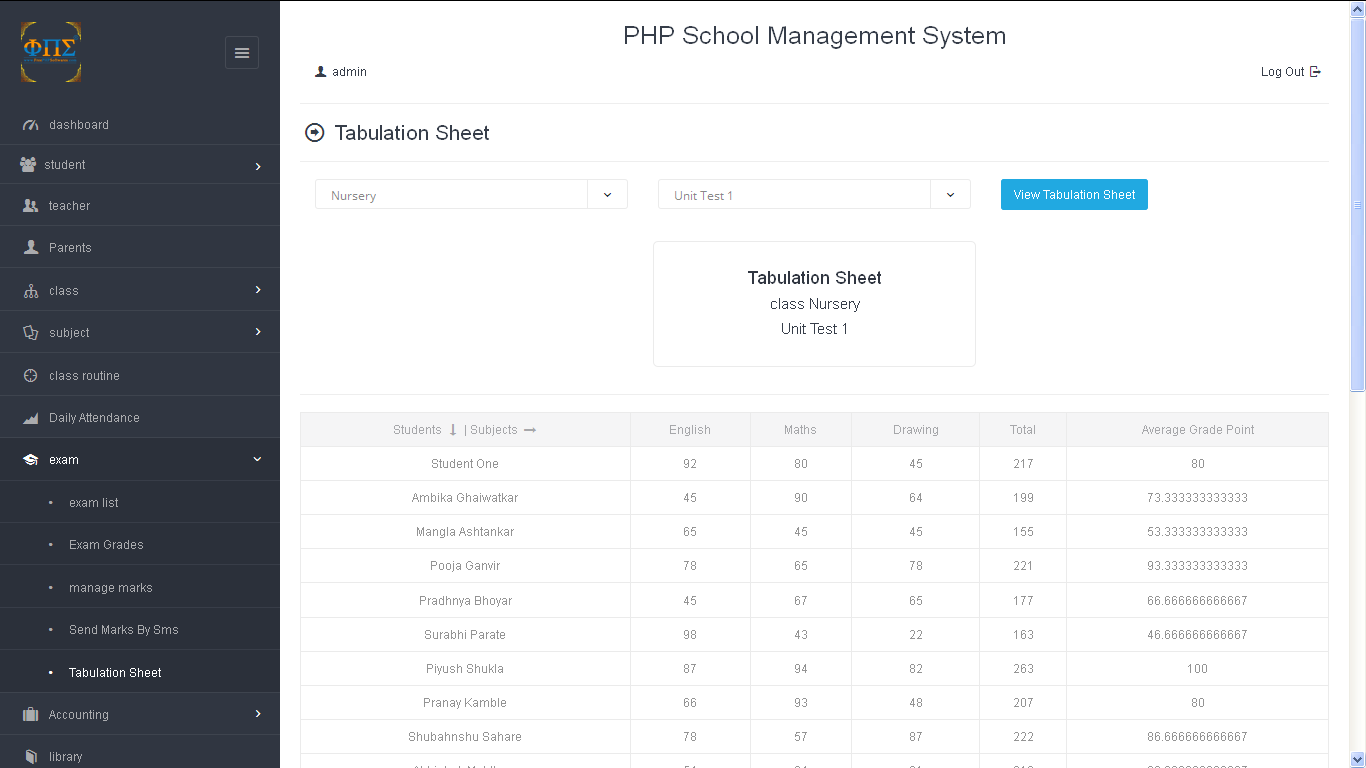 ΦΠΣ
PHP School Management System
admin
Log Out
dashboard
student
teacher
Parents
class
subject
class routine
Daily Attendance
exam
exam list
Exam Grades
manage marks
Send Marks By Sms
Tabulation Sheet
Accounting
library
Tabulation Sheet
Nursery
Unit Test 1
View Tabulation Sheet
Tabulation Sheet
class Nursery
Unit Test 1
Students | Subjects English Maths Drawing Total Average Grade Point
Student One 92 80 45 217 80
Ambika Ghaiwatkar 45 90 64 199 73.333333333333
Mangla Ashtankar 65 45 45 155 53.333333333333
Pooja Ganvir 78 65 78 221 93.333333333333
Pradhnya Bhoyar 45 67 65 177 66.666666666667
Surabhi Parate 98 43 22 163 46.666666666667
Piyush Shukla 87 94 82 263 100
Pranay Kamble 66 93 48 207 80
Shubahnshu Sahare 78 57 87 222 86.666666666667